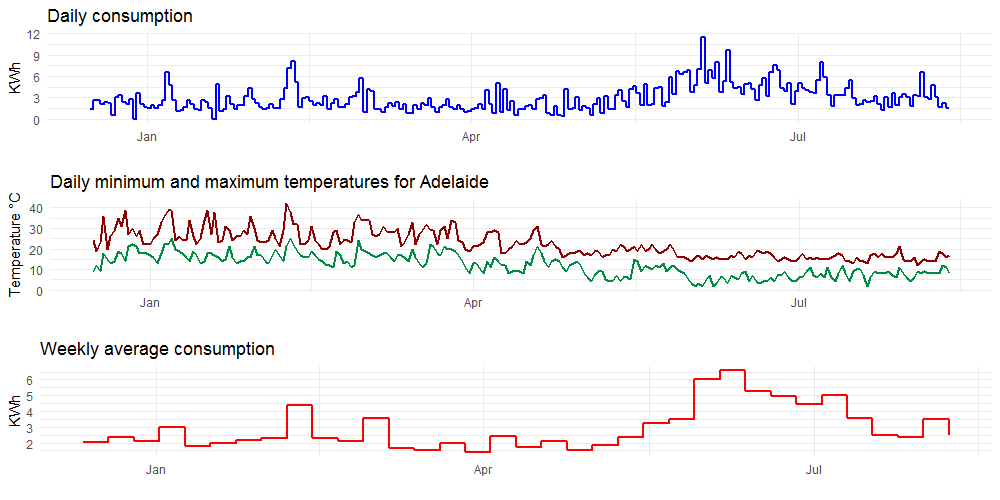 Daily consumption
KWh
12
9
6
3
0
Jan Apr Jul
Daily minimum and maximum temperatures for Adelaide
Temperature °C
40
30
20
10
0
Jan Apr Jul
Weekly average consumption
KWh
6
5
4
3
2
Jan Apr Jul